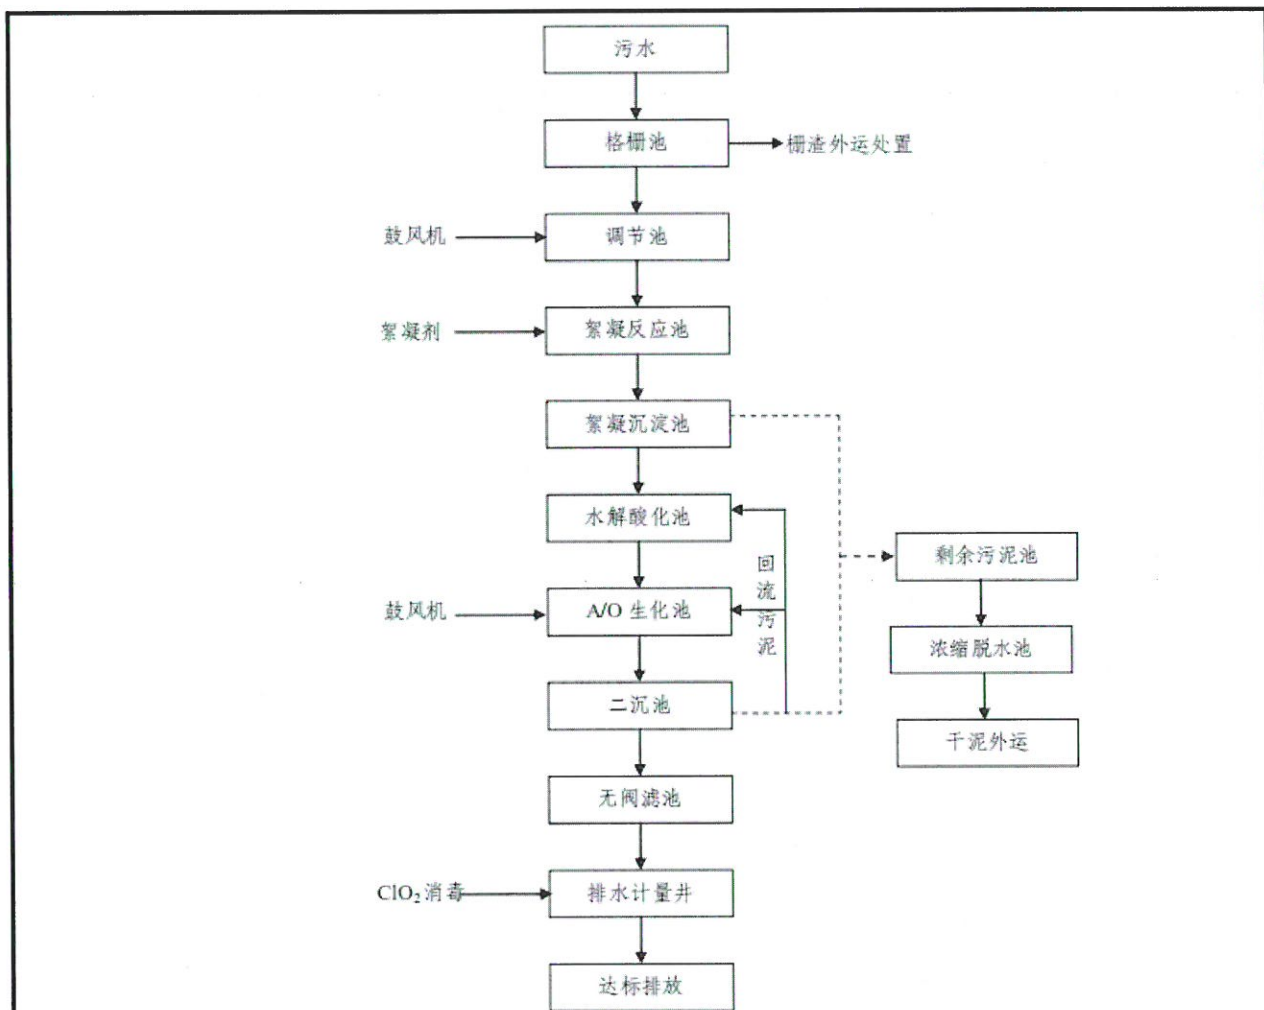 污水
格栅池
栅渣外运处置
鼓风机
调节池
絮凝剂
絮凝反应池
絮凝沉淀池
水解酸化池
回流污泥
剩余污泥池
鼓风机
A/O 生化池
浓缩脱水池
二沉池
干泥外运
无阀滤池
ClO₂消毒
排水计量井
达标排放